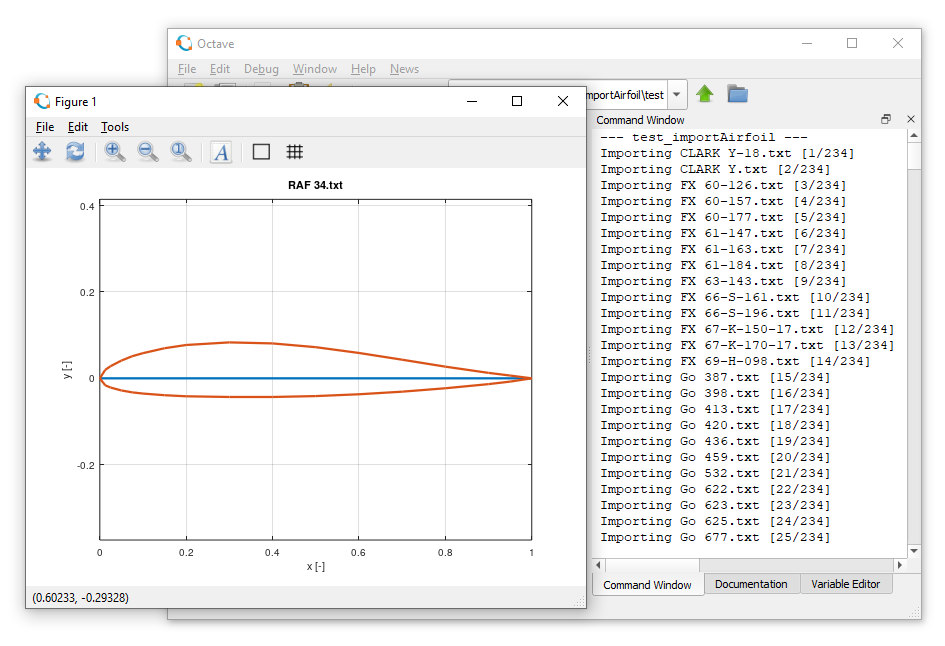 Octave
File Edit Debug Window Help News
mportAirfoil\test
Figure 1
File Edit Tools
A
RAF 34.txt
0.4
0.2
0
-0.2
y [-]
0 0.2 0.4 0.6 0.8 1
x [-]
(0.60233, -0.29328)
Command Window
--- test_importAirfoil ---
Importing CLARK Y-18.txt [1/234]
Importing CLARK Y.txt [2/234]
Importing FX 60-126.txt [3/234]
Importing FX 60-157.txt [4/234]
Importing FX 60-177.txt [5/234]
Importing FX 61-147.txt [6/234]
Importing FX 61-163.txt [7/234]
Importing FX 61-184.txt [8/234]
Importing FX 63-143.txt [9/234]
Importing FX 66-S-161.txt [10/234]
Importing FX 66-S-196.txt [11/234]
Importing FX 67-K-150-17.txt [12/234]
Importing FX 67-K-170-17.txt [13/234]
Importing FX 69-H-098.txt [14/234]
Importing Go 387.txt [15/234]
Importing Go 398.txt [16/234]
Importing Go 413.txt [17/234]
Importing Go 420.txt [18/234]
Importing Go 436.txt [19/234]
Importing Go 459.txt [20/234]
Importing Go 532.txt [21/234]
Importing Go 622.txt [22/234]
Importing Go 623.txt [23/234]
Importing Go 625.txt [24/234]
Importing Go 677.txt [25/234]
Command Window Documentation Variable Editor